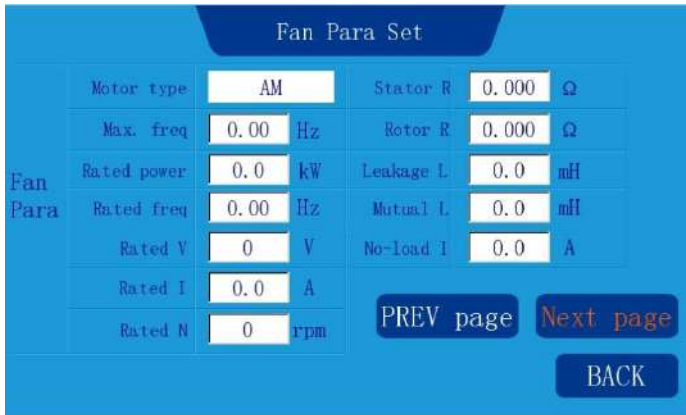 Fan Para Set
Motor type AM Stator R 0.000 Ω
Max. freq 0.00 Hz Rotor R 0.000 Ω
Rated power 0.0 kW Leakage L 0.0 mH
Fan Para
Rated freq 0.00 Hz Mutual L 0.0 mH
Rated V 0 V No-load I 0.0 A
Rated I 0.0 A
Rated N 0 rpm
PREV page Next page
BACK